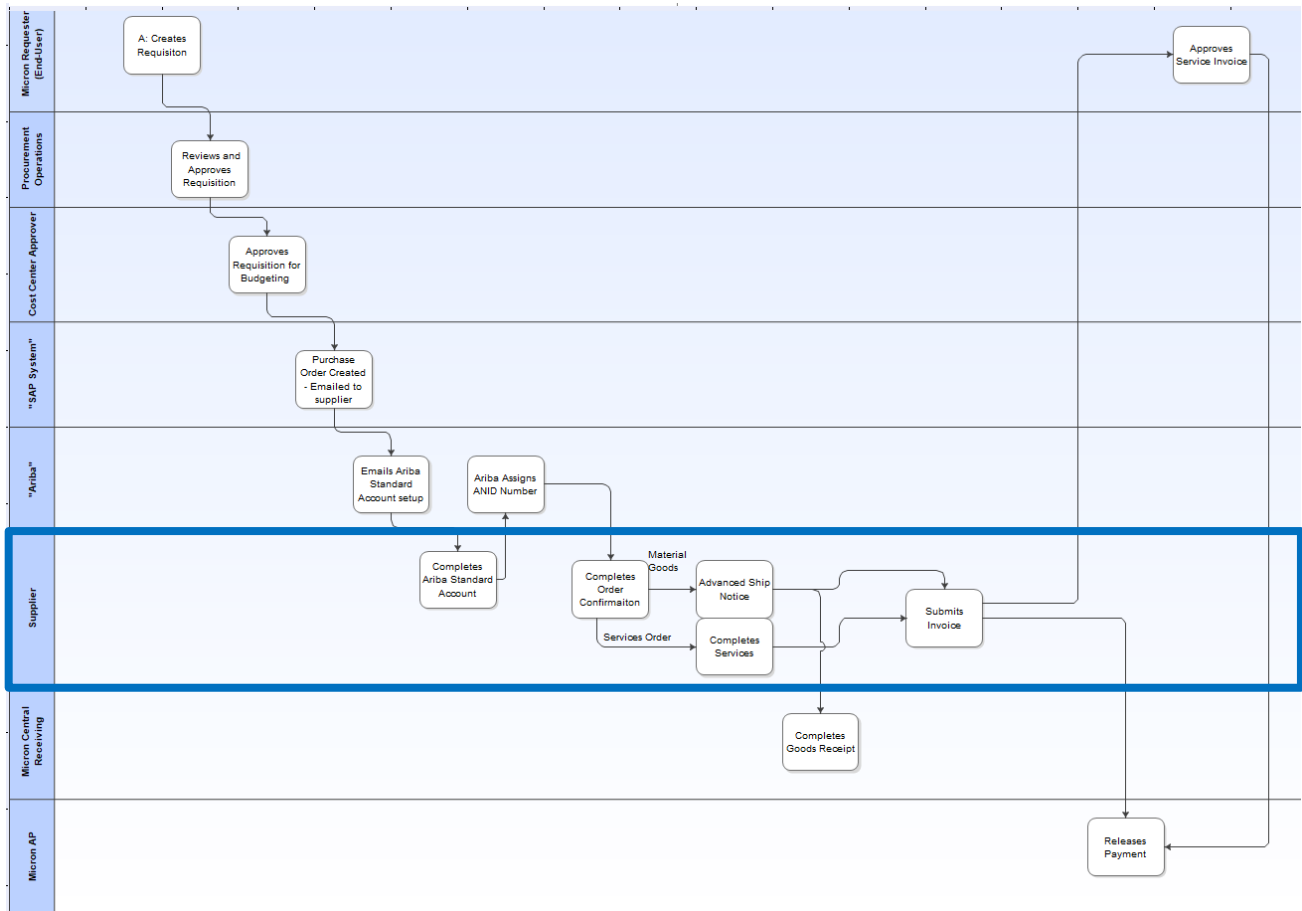 Micron Requester
(End-User)
A: Creates
Requisiton
Approves
Service Invoice
Procurement
Operations
Reviews and
Approves
Requisition
Cost Center Approver
Approves
Requisition for
Budgeting
"SAP System"
Purchase
Order Created
- Emailed to
supplier
"Ariba"
Emails Ariba
Standard
Account setup
Ariba Assigns
ANID Number
Supplier
Completes
Ariba Standard
Account
Completes
Order
Confirmaiton
Material
Goods
Advanced Ship
Notice
Services Order
Completes
Services
Submits
Invoice
Micron Central
Receiving
Completes
Goods Receipt
Micron AP
Releases
Payment